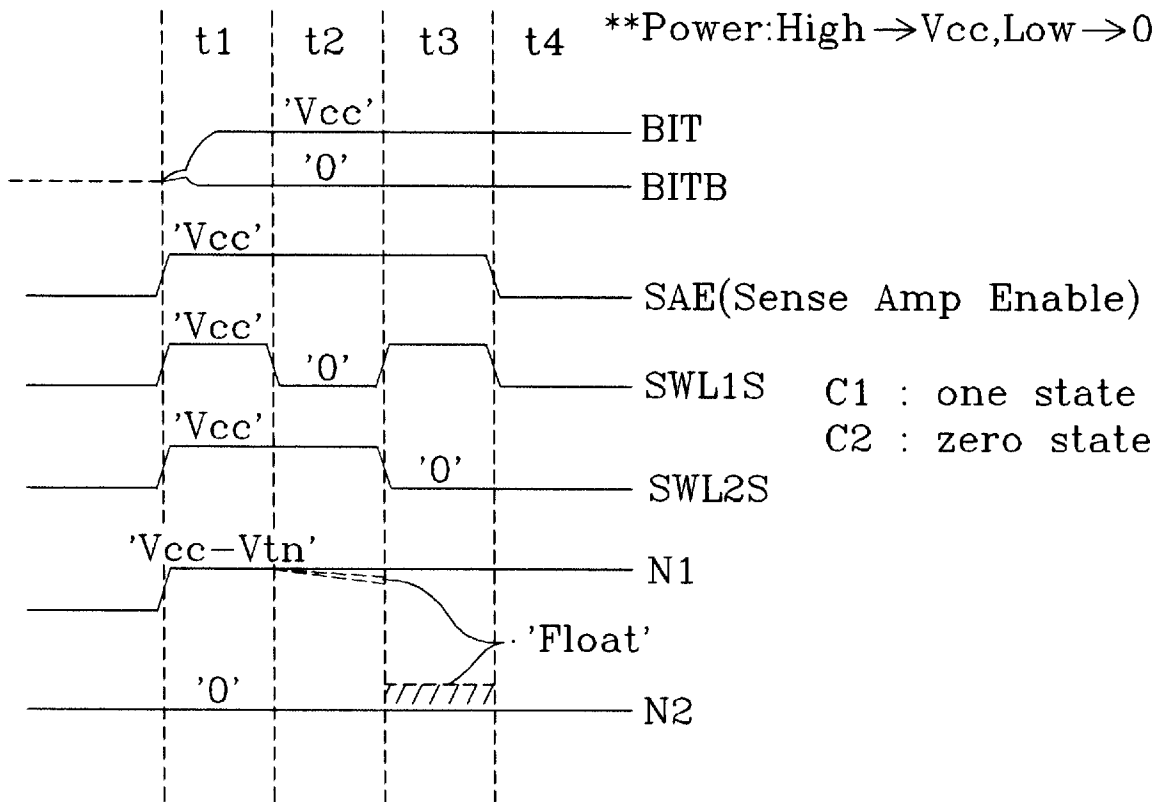 t1 t2 t3 t4 **Power:High→Vcc,Low→0
'Vcc' BIT
'0' BITB
'Vcc' SAE(Sense Amp Enable)
'Vcc' '0' SWL1S
C1 : one state
C2 : zero state
'Vcc' '0' SWL2S
'Vcc-Vtn' N1
'Float'
'0' N2